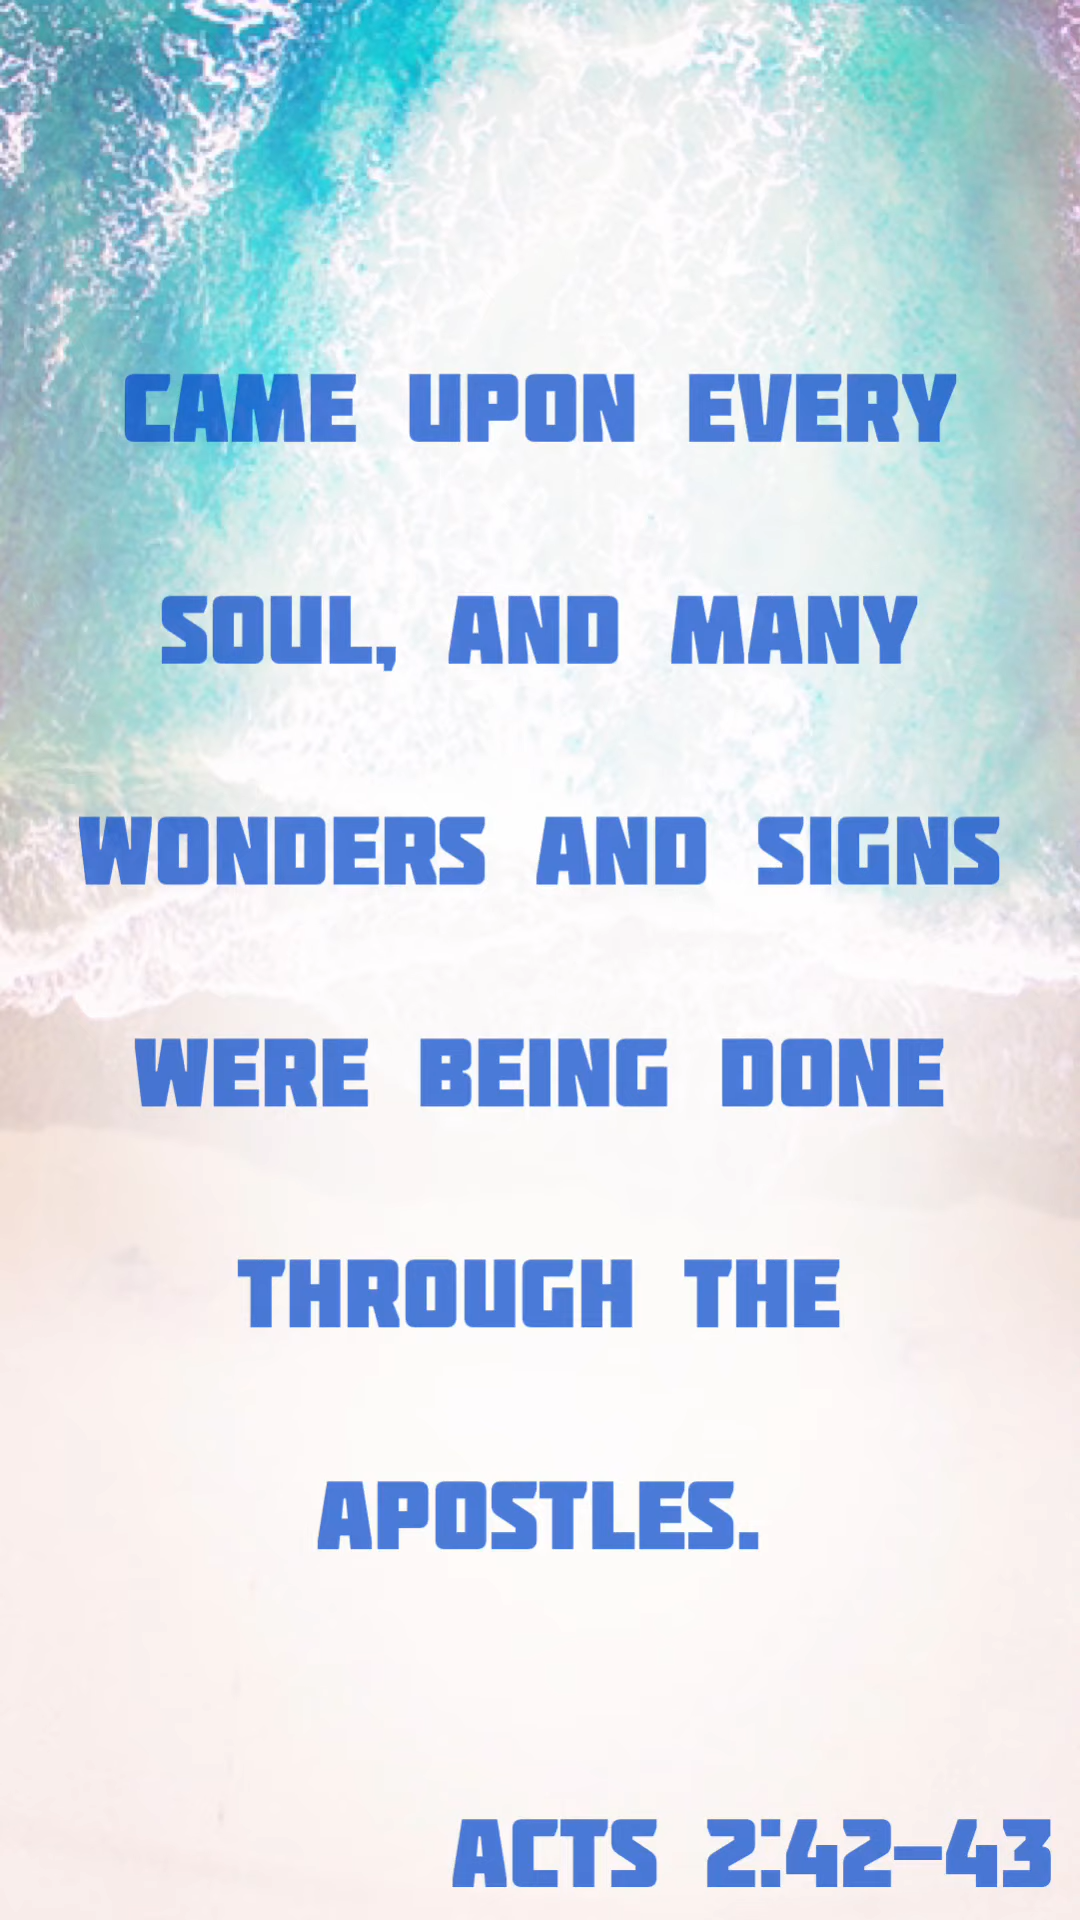 CAME UPON EVERY
SOUL, AND MANY
WONDERS AND SIGNS
WERE BEING DONE
THROUGH THE
APOSTLES.
ACTS 2:42–43